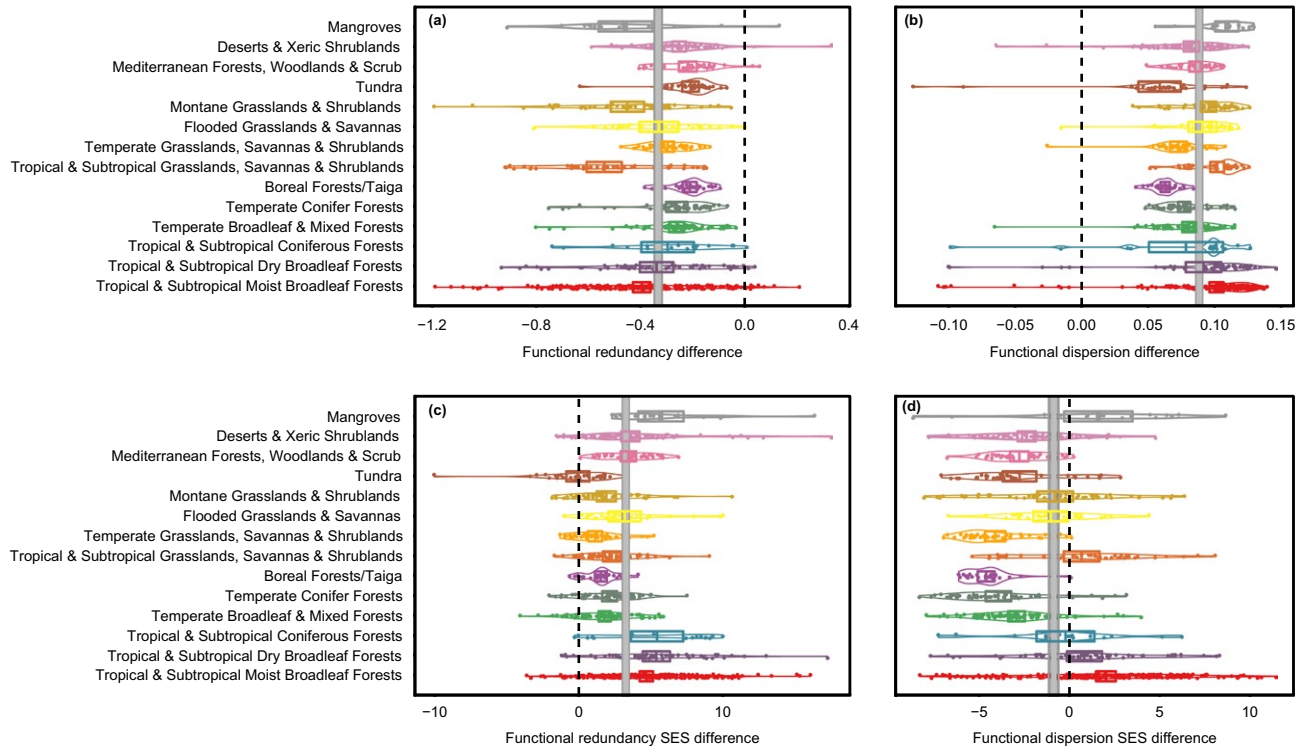 (a)
(b)
Mangroves
Deserts & Xeric Shrublands
Mediterranean Forests, Woodlands & Scrub
Tundra
Montane Grasslands & Shrublands
Flooded Grasslands & Savannas
Temperate Grasslands, Savannas & Shrublands
Tropical & Subtropical Grasslands, Savannas & Shrublands
Boreal Forests/Taiga
Temperate Conifer Forests
Temperate Broadleaf & Mixed Forests
Tropical & Subtropical Coniferous Forests
Tropical & Subtropical Dry Broadleaf Forests
Tropical & Subtropical Moist Broadleaf Forests
−1.2 −0.8 −0.4 0.0 0.4
−0.10 −0.05 0.00 0.05 0.10 0.15
Functional redundancy difference
Functional dispersion difference
(c)
(d)
Mangroves
Deserts & Xeric Shrublands
Mediterranean Forests, Woodlands & Scrub
Tundra
Montane Grasslands & Shrublands
Flooded Grasslands & Savannas
Temperate Grasslands, Savannas & Shrublands
Tropical & Subtropical Grasslands, Savannas & Shrublands
Boreal Forests/Taiga
Temperate Conifer Forests
Temperate Broadleaf & Mixed Forests
Tropical & Subtropical Coniferous Forests
Tropical & Subtropical Dry Broadleaf Forests
Tropical & Subtropical Moist Broadleaf Forests
−10 0 10
−5 0 5 10
Functional redundancy SES difference
Functional dispersion SES difference